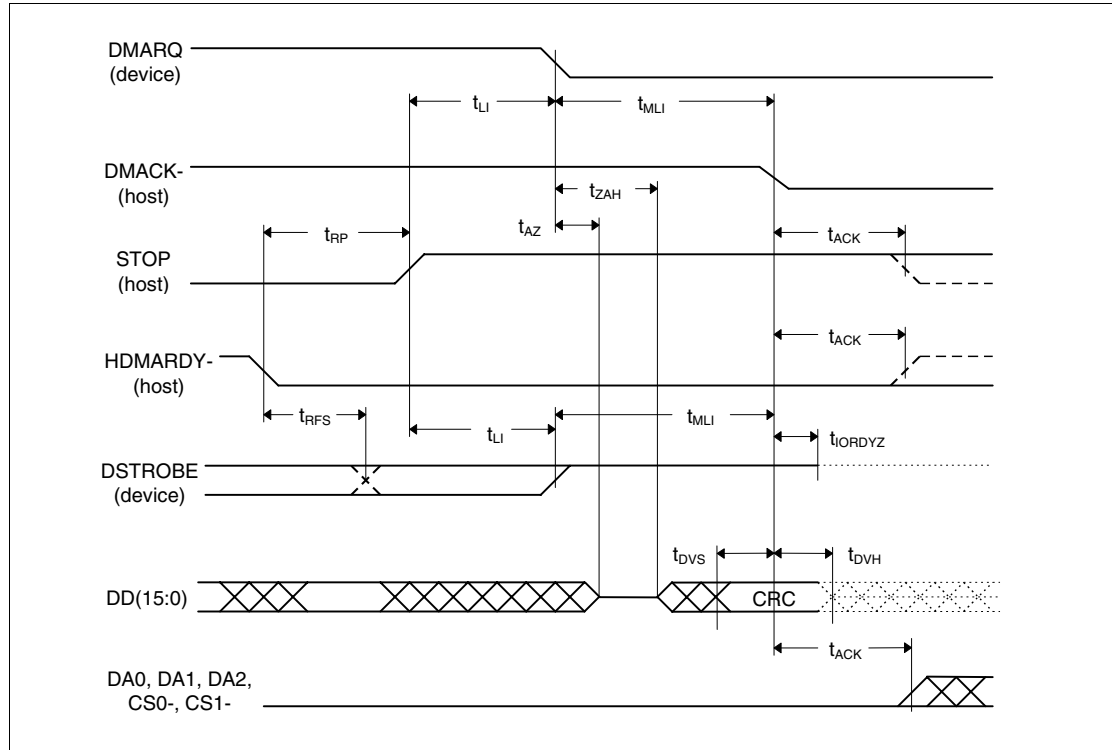 DMARQ
(device)
tLI
tMLI
DMACK-
(host)
tZAH
tAZ
tRP
tACK
STOP
(host)
tACK
HDMARDY-
(host)
tRFS
tLI
tMLI
tIORDYZ
DSTROBE
(device)
tDVS
tDVH
DD(15:0)
CRC
tACK
DA0, DA1, DA2,
CS0-, CS1-